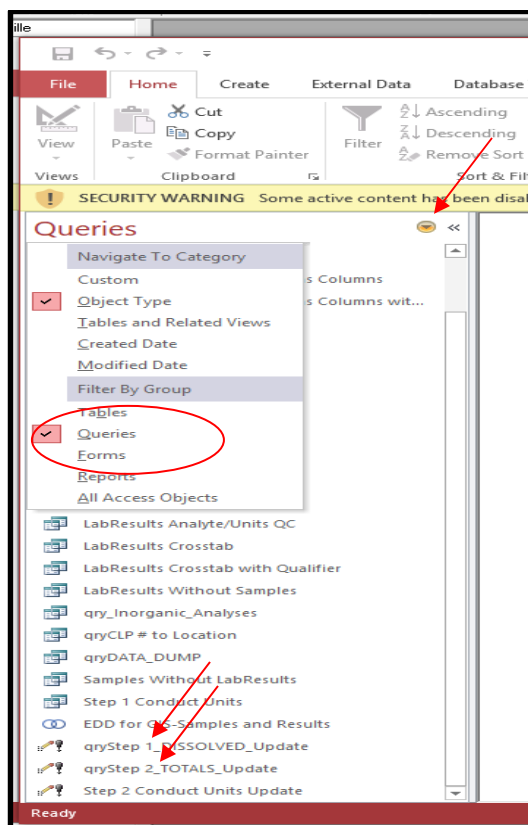 ille
File Home Create External Data Database
View Paste Cut Copy Format Painter Filter Ascending Descending Remove Sort
Views Clipboard Sort & Filt
SECURITY WARNING Some active content has been disal
Queries
Navigate To Category
Custom
s Columns
Object Type
s Columns wit...
Tables and Related Views
Created Date
Modified Date
Filter By Group
Tables
Queries
Forms
Reports
All Access Objects
LabResults Analyte/Units QC
LabResults Crosstab
LabResults Crosstab with Qualifier
LabResults Without Samples
qry_Inorganic_Analyses
qryCLP # to Location
qryDATA_DUMP
Samples Without LabResults
Step 1 Conduct Units
EDD for GIS-Samples and Results
qryStep 1_DISSOLVED_Update
qryStep 2_TOTALS_Update
Step 2 Conduct Units Update
Ready